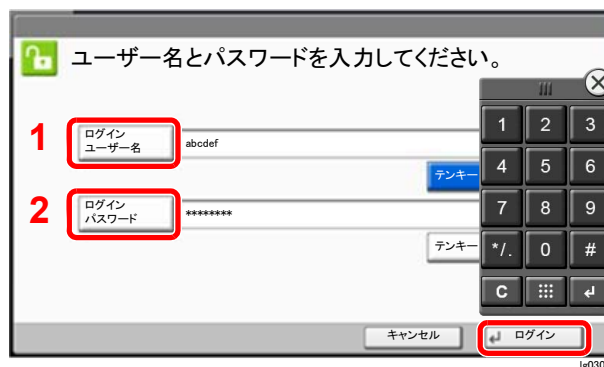 ユーザー名とパスワードを入力してください。
1
ログイン
ユーザー名
abcdef
テンキー
2
ログイン
パスワード
********
テンキー
1 2 3
4 5 6
7 8 9
*/. 0 #
C
キャンセル
ログイン
lg030